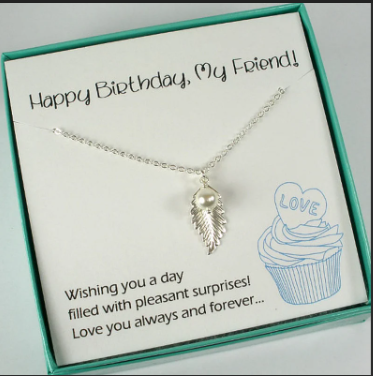 Happy Birthday, My Friend!
LOVE
Wishing you a day
filled with pleasant surprises!
Love you always and forever...